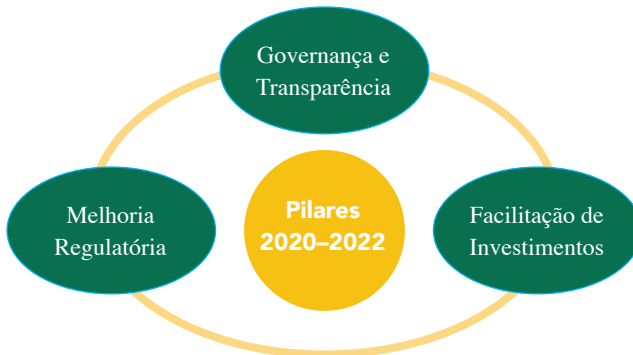 Governança e
Transparência
Melhoria
Regulatória
Pilares
2020–2022
Facilitação de
Investimentos